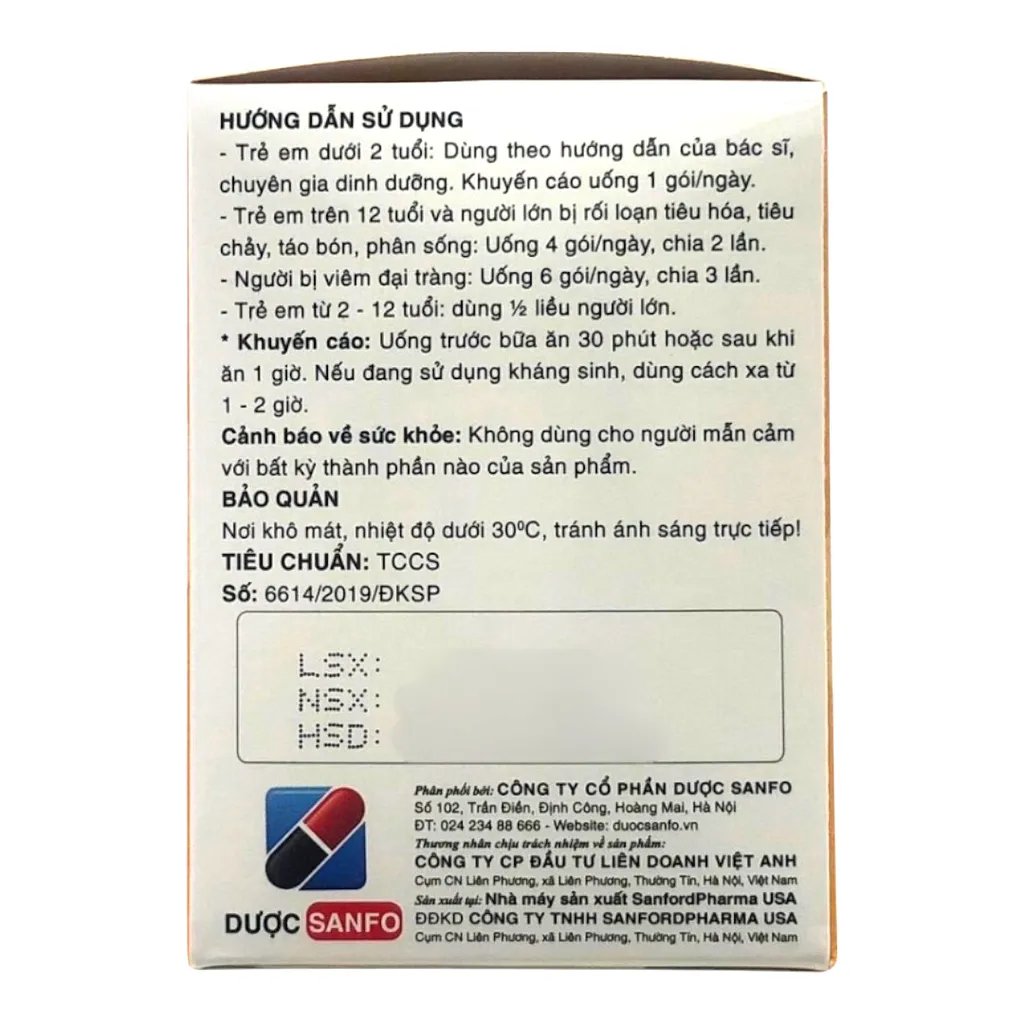 HƯỚNG DẪN SỬ DỤNG
- Trẻ em dưới 2 tuổi: Dùng theo hướng dẫn của bác sĩ,
chuyên gia dinh dưỡng. Khuyến cáo uống 1 gói/ngày.
- Trẻ em trên 12 tuổi và người lớn bị rối loạn tiêu hóa, tiêu
chảy, táo bón, phân sống: Uống 4 gói/ngày, chia 2 lần.
- Người bị viêm đại tràng: Uống 6 gói/ngày, chia 3 lần.
- Trẻ em từ 2 - 12 tuổi: dùng ½ liều người lớn.
* Khuyến cáo: Uống trước bữa ăn 30 phút hoặc sau khi
ăn 1 giờ. Nếu đang sử dụng kháng sinh, dùng cách xa từ
1 - 2 giờ.
Cảnh báo về sức khỏe: Không dùng cho người mẫn cảm
với bất kỳ thành phần nào của sản phẩm.
BẢO QUẢN
Nơi khô mát, nhiệt độ dưới 30⁰C, tránh ánh sáng trực tiếp!
TIÊU CHUẨN: TCCS
Số: 6614/2019/ĐKSP
LSX:
NSX:
HSD:
Phân phối bởi: CÔNG TY CỔ PHẦN DƯỢC SANFO
Số 102, Trần Điền, Định Công, Hoàng Mai, Hà Nội
ĐT: 024 234 88 666 - Website: duocsanfo.vn
Thương nhân chịu trách nhiệm về sản phẩm:
CÔNG TY CP ĐẦU TƯ LIÊN DOANH VIỆT ANH
Cụm CN Liên Phương, xã Liên Phương, Thường Tín, Hà Nội, Việt Nam
Sản xuất tại: Nhà máy sản xuất SanfordPharma USA
ĐĐKD CÔNG TY TNHH SANFORDPHARMA USA
Cụm CN Liên Phương, xã Liên Phương, Thường Tín, Hà Nội, Việt Nam
DƯỢC SANFO